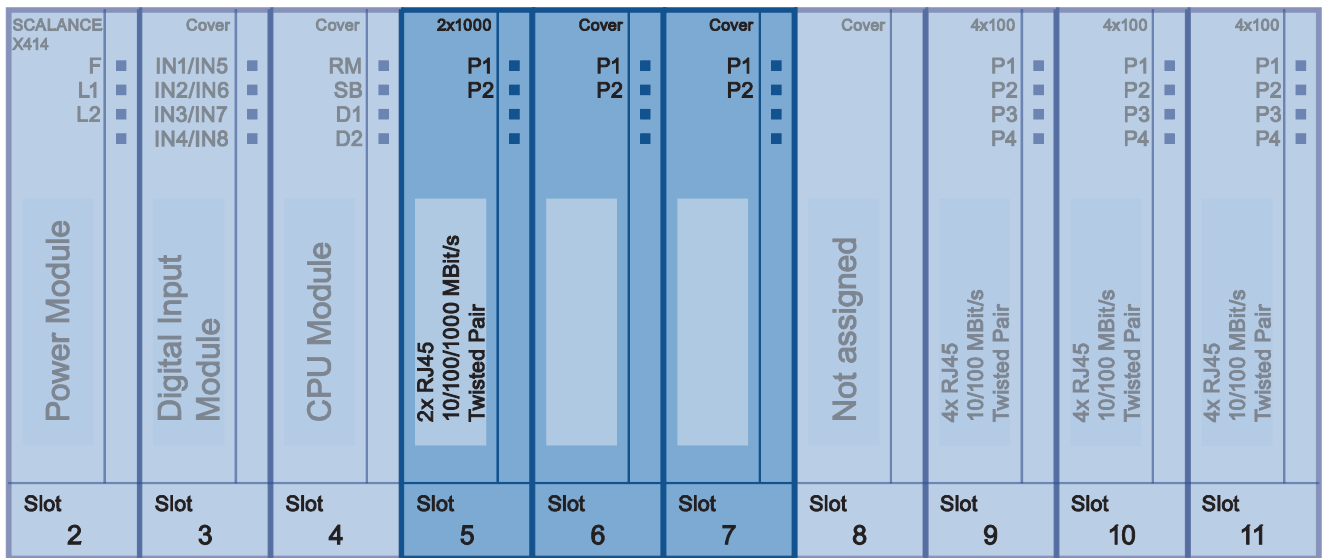 SCALANCE
X414
F
L1
L2
Power Module
Slot
2
Cover
IN1/IN5
IN2/IN6
IN3/IN7
IN4/IN8
Digital Input
Module
Slot
3
Cover
RM
SB
D1
D2
CPU Module
Slot
4
2x1000
P1
P2
2x RJ45
10/100/1000 MBit/s
Twisted Pair
Slot
5
Cover
P1
P2
Slot
6
Cover
P1
P2
Slot
7
Cover
Not assigned
Slot
8
4x100
P1
P2
P3
P4
4x RJ45
10/100 MBit/s
Twisted Pair
Slot
9
4x100
P1
P2
P3
P4
4x RJ45
10/100 MBit/s
Twisted Pair
Slot
10
4x100
P1
P2
P3
P4
4x RJ45
10/100 MBit/s
Twisted Pair
Slot
11